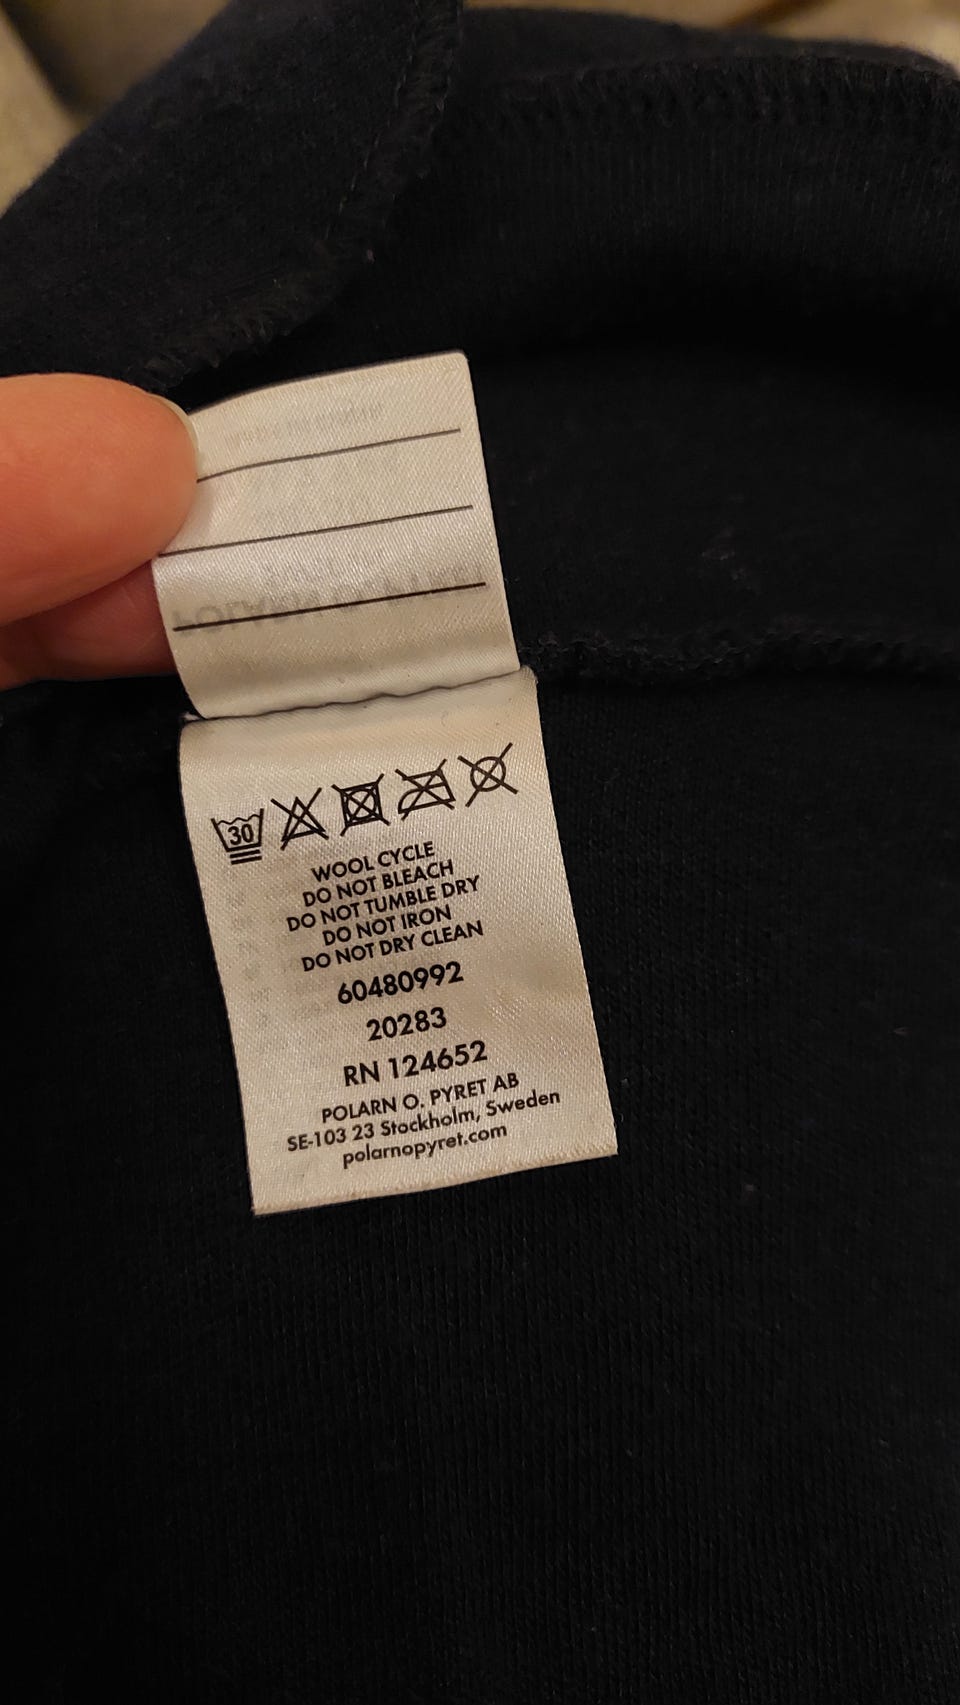 30
WOOL CYCLE
DO NOT BLEACH
DO NOT TUMBLE DRY
DO NOT IRON
DO NOT DRY CLEAN
60480992
20283
RN 124652
POLARN O. PYRET AB
SE-103 23 Stockholm, Sweden
polarnopyret.com